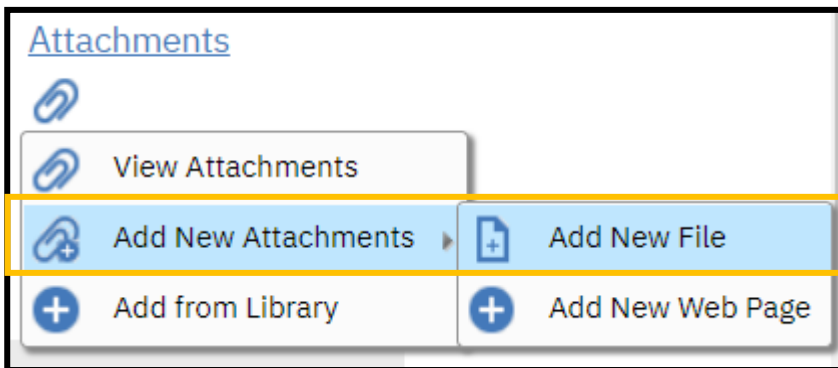 Attachments
View Attachments
Add New Attachments
Add New File
Add from Library
Add New Web Page